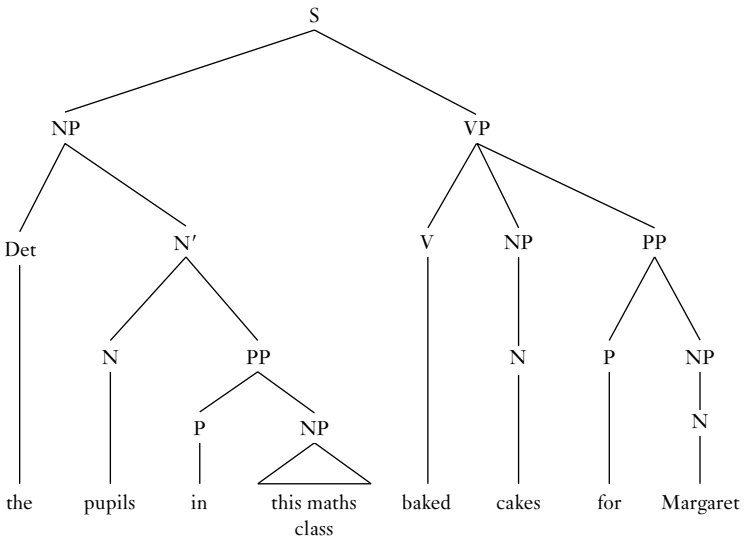 S
NP VP
Det N′ V NP PP
N PP N P NP
P NP N
the pupils in this maths baked cakes for Margaret
class